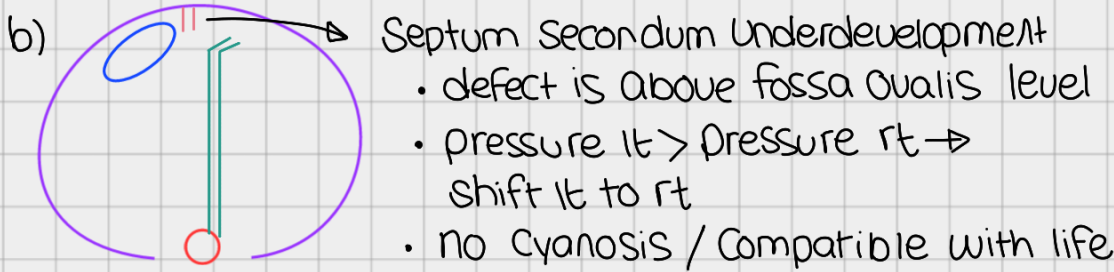 b)
Septum Secondum Underdevelopment
• defect is above fossa ovalis level
• pressure lt > pressure rt →
shift lt to rt
• no cyanosis / compatible with life